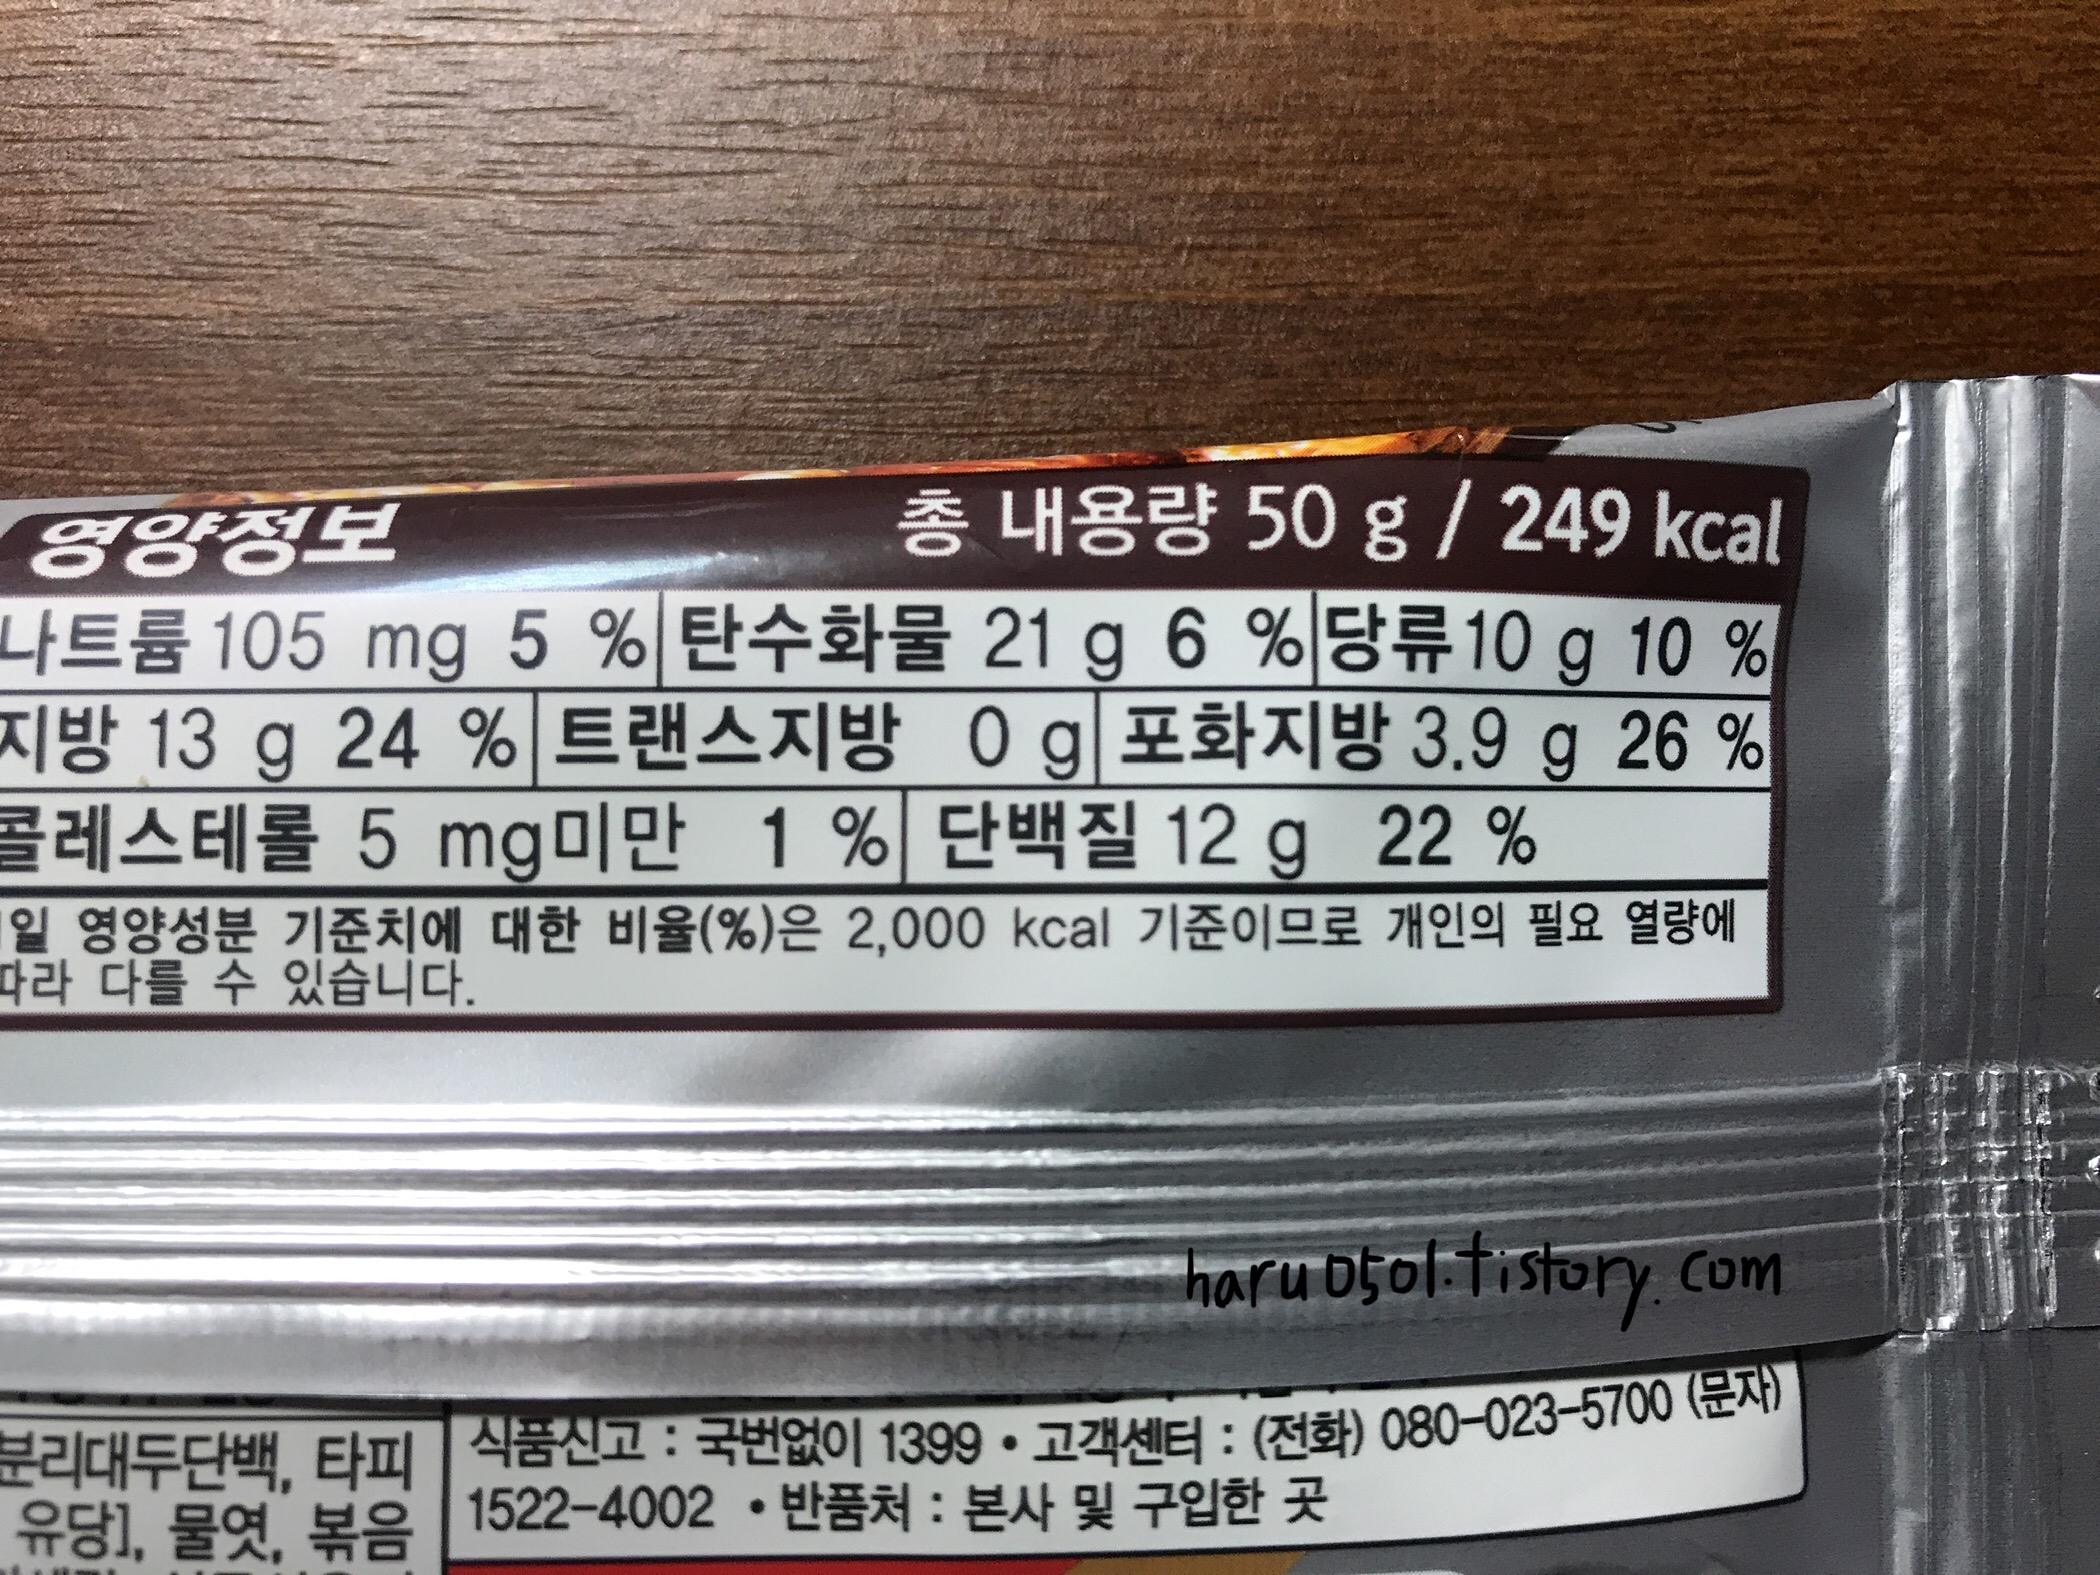 영양정보 총 내용량 50 g / 249 kcal
나트륨 105 mg 5 % 탄수화물 21 g 6 % 당류 10 g 10 %
지방 13 g 24 % 트랜스지방 0 g 포화지방 3.9 g 26 %
콜레스테롤 5 mg미만 1 % 단백질 12 g 22 %
1일 영양성분 기준치에 대한 비율(%)은 2,000 kcal 기준이므로 개인의 필요 열량에
따라 다를 수 있습니다.
haru0501.tistory.com
분리대두단백, 타피
유당], 물엿, 볶음
식품신고 : 국번없이 1399 • 고객센터 : (전화) 080-023-5700 (문자)
1522-4002 • 반품처 : 본사 및 구입한 곳